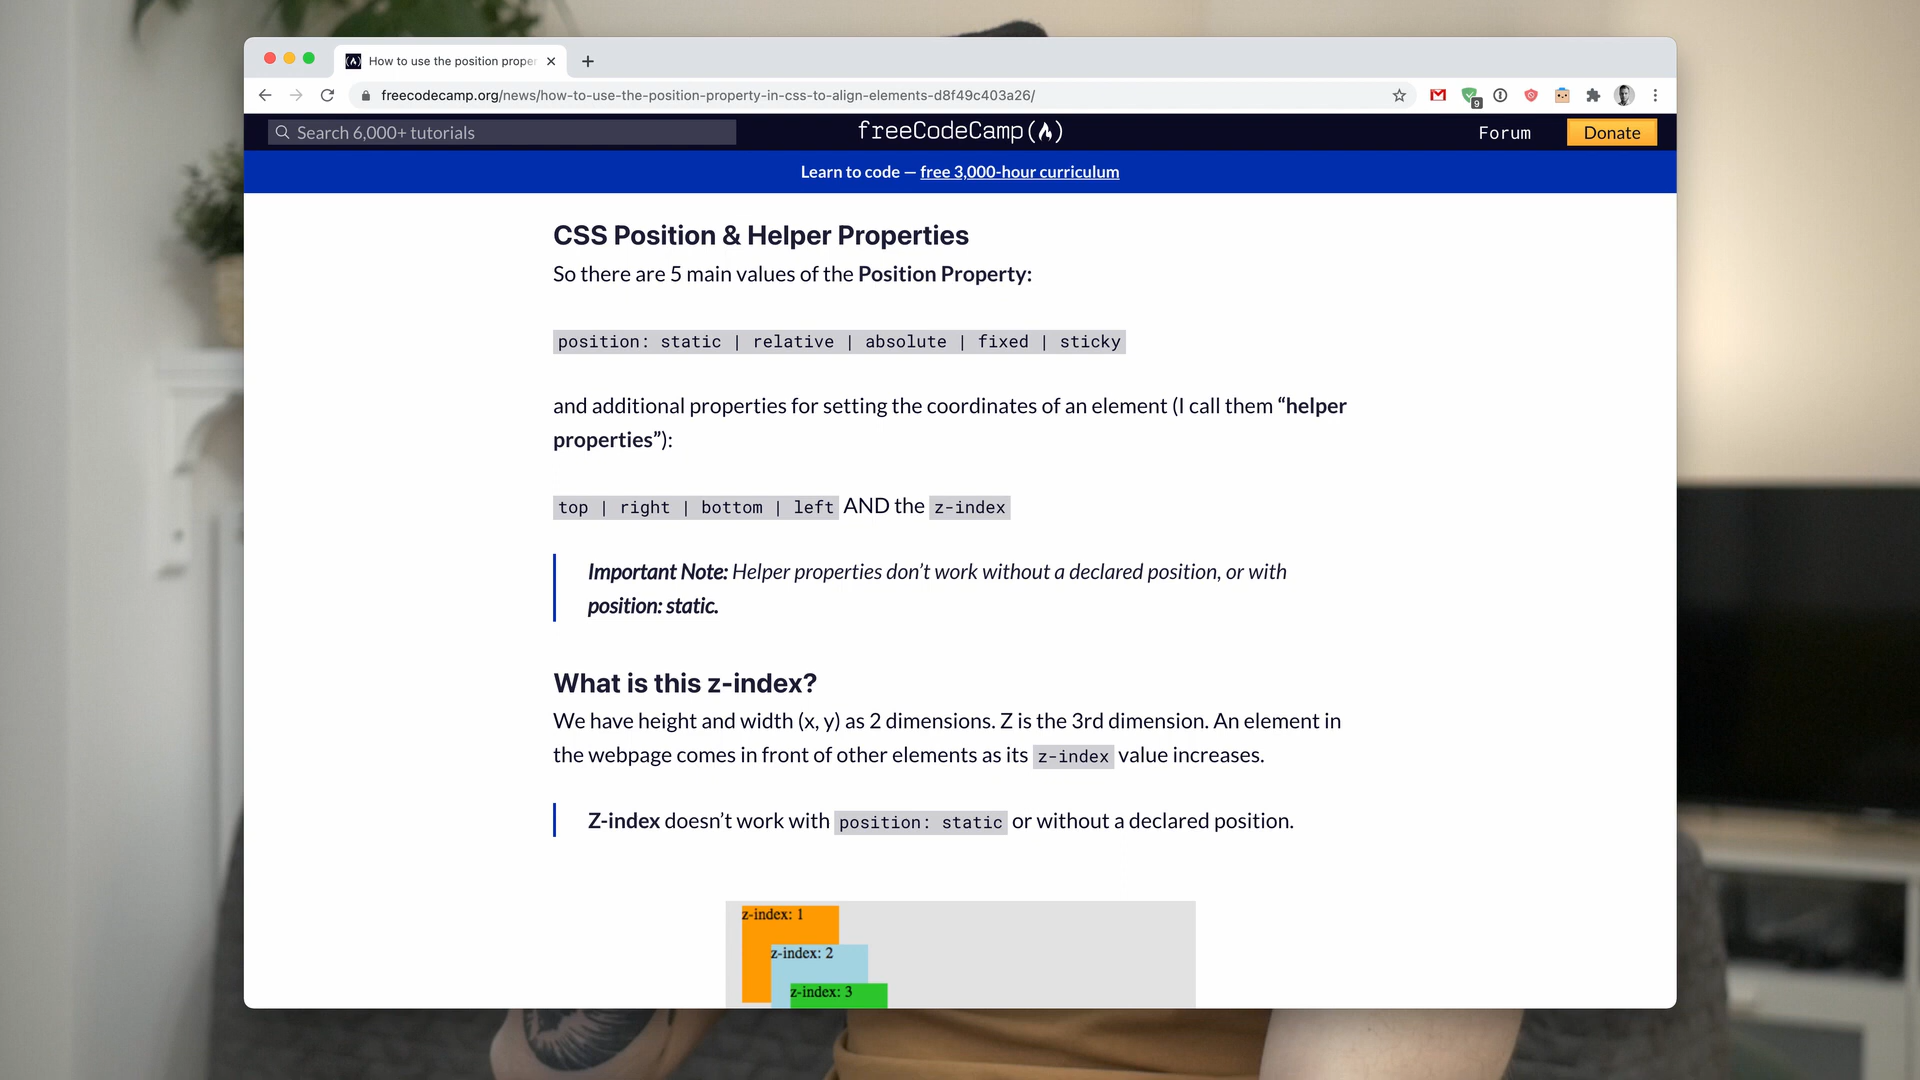 How to use the position proper
freecodecamp.org/news/how-to-use-the-position-property-in-css-to-align-elements-d8f49c403a26/
9
Search 6,000+ tutorials
freeCodeCamp
Forum
Donate
Learn to code — free 3,000-hour curriculum
CSS Position & Helper Properties
So there are 5 main values of the Position Property:
position: static | relative | absolute | fixed | sticky
and additional properties for setting the coordinates of an element (I call them “helper
properties”):
top | right | bottom | left AND the z-index
Important Note: Helper properties don’t work without a declared position, or with
position: static.
What is this z-index?
We have height and width (x, y) as 2 dimensions. Z is the 3rd dimension. An element in
the webpage comes in front of other elements as its z-index value increases.
Z-index doesn’t work with position: static or without a declared position.
z-index: 1
z-index: 2
z-index: 3